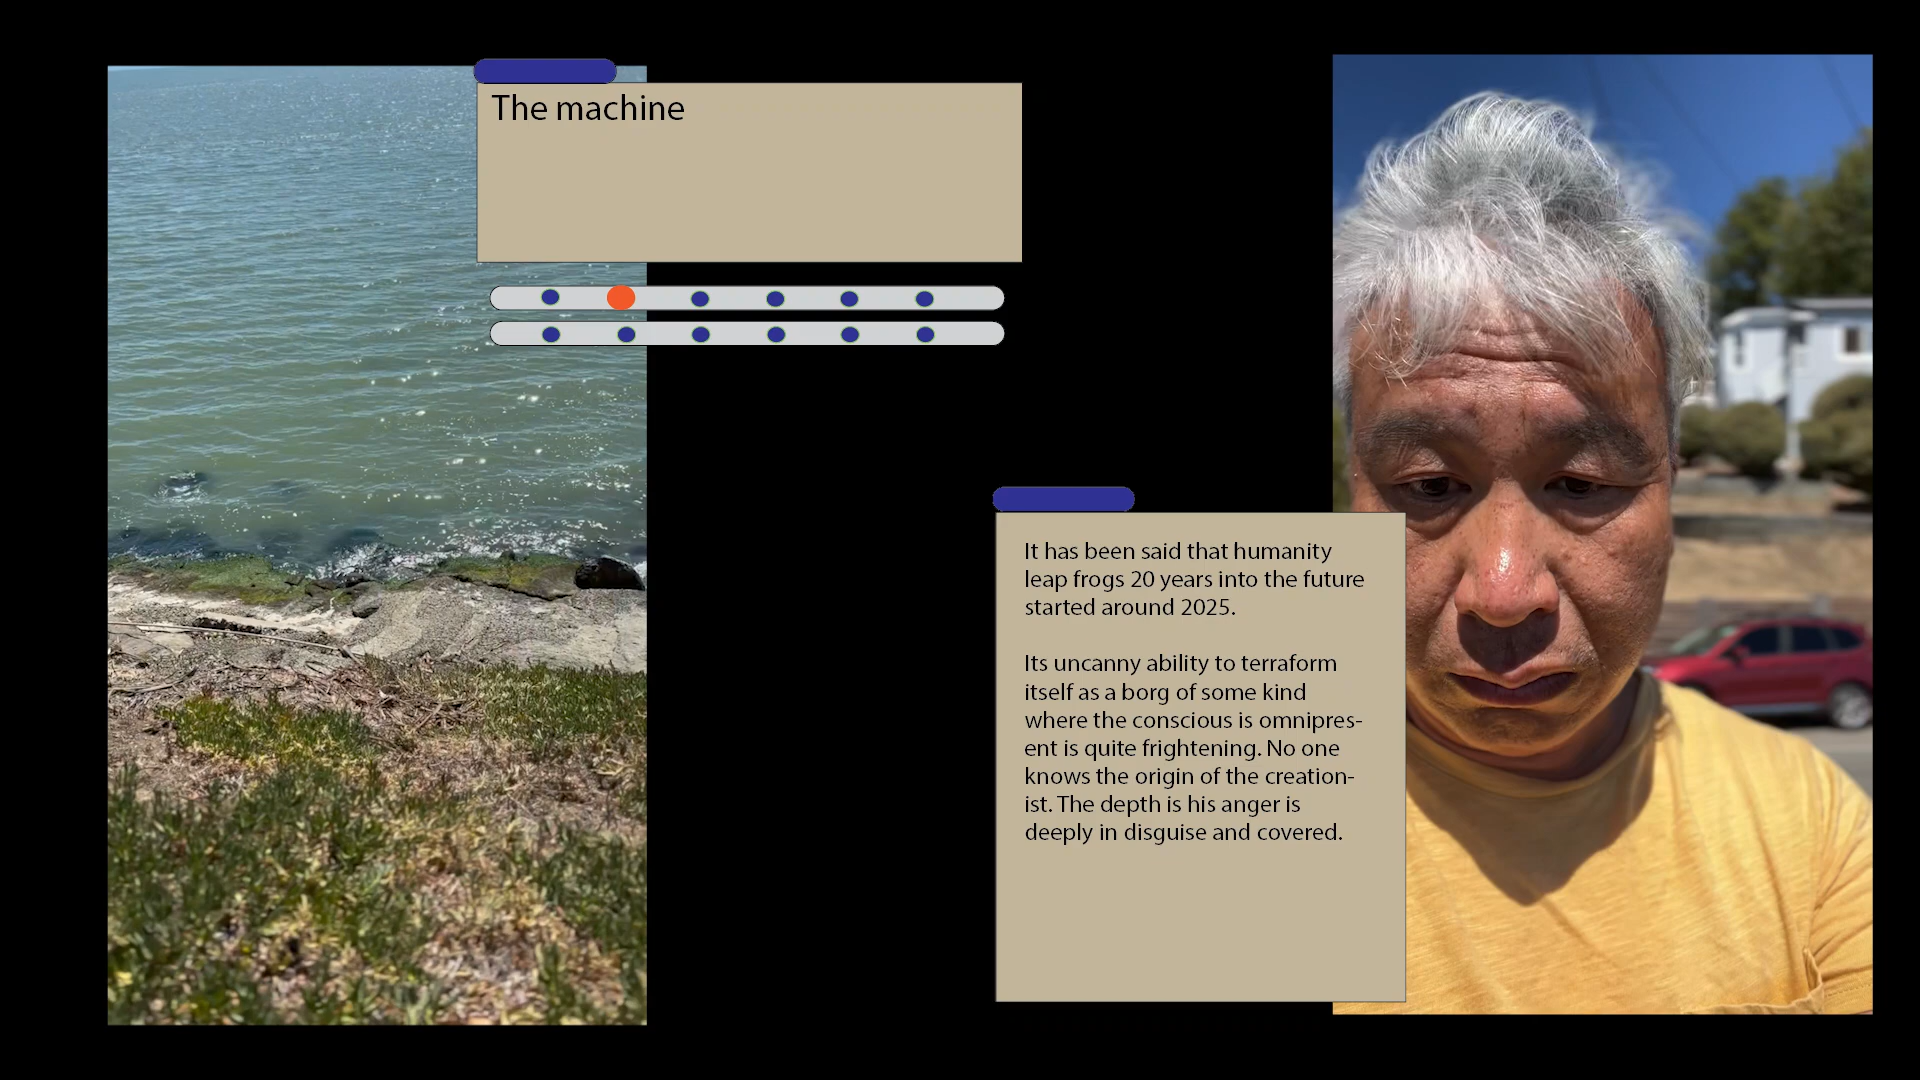 The machine
It has been said that humanity
leap frogs 20 years into the future
started around 2025.
Its uncanny ability to terraform
itself as a borg of some kind
where the conscious is omnipres-
ent is quite frightening. No one
knows the origin of the creation-
ist. The depth is his anger is
deeply in disguise and covered.